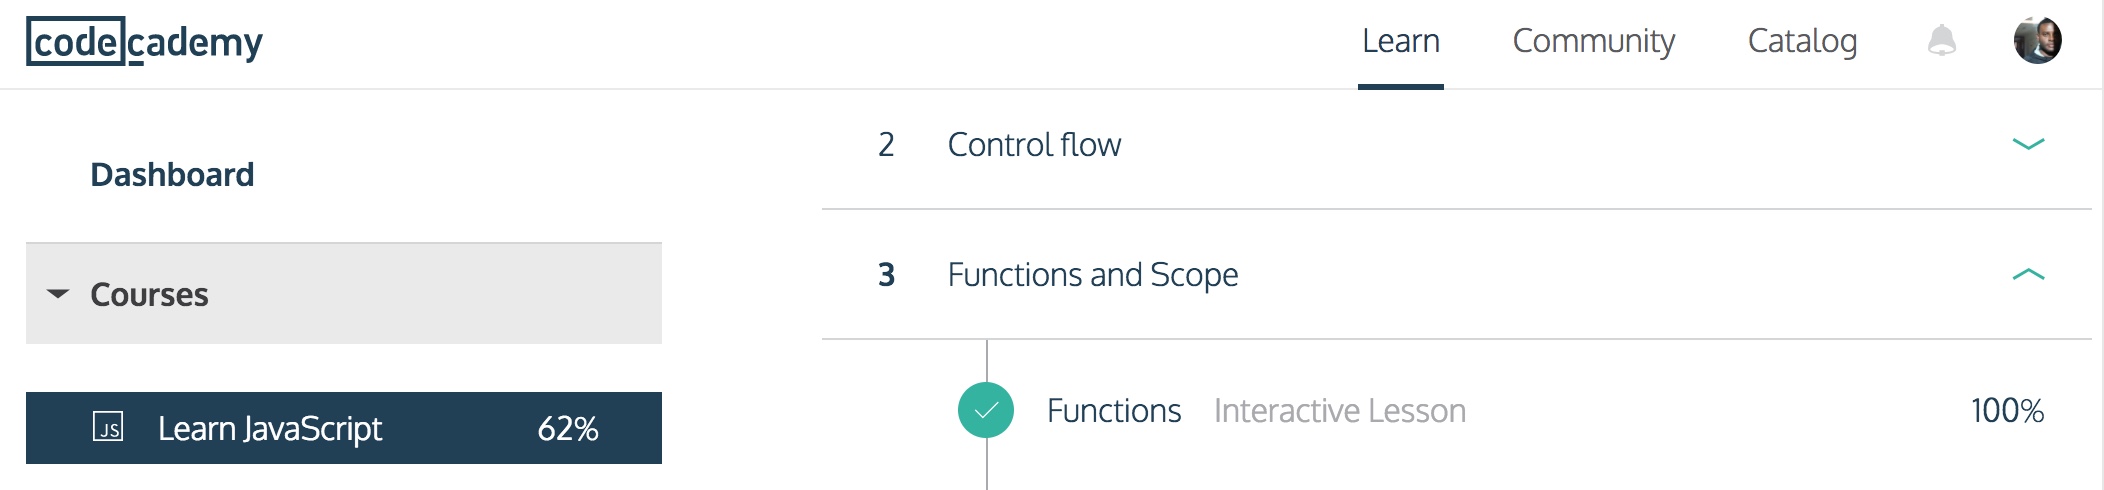 codecademy
Learn Community Catalog
Dashboard
Courses
JS Learn JavaScript 62%
2 Control flow
3 Functions and Scope
Functions Interactive Lesson 100%